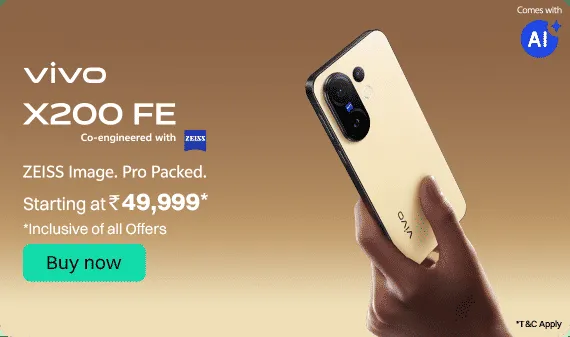 Comes with
AI
vivo
X200 FE
Co-engineered with ZEISS
ZEISS Image. Pro Packed.
Starting at ₹49,999*
*Inclusive of all Offers
Buy now
vivo
*T&C Apply